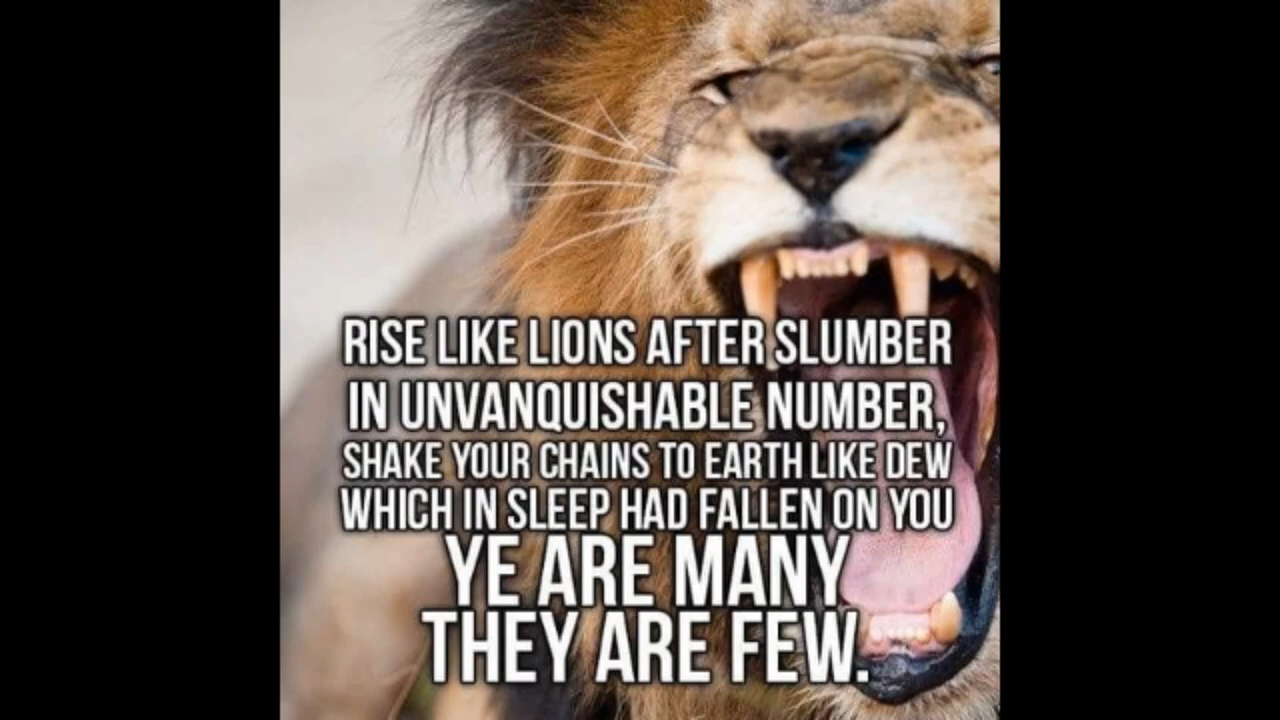 RISE LIKE LIONS AFTER SLUMBER
IN UNVANQUISHABLE NUMBER,
SHAKE YOUR CHAINS TO EARTH LIKE DEW
WHICH IN SLEEP HAD FALLEN ON YOU
YE ARE MANY
THEY ARE FEW.